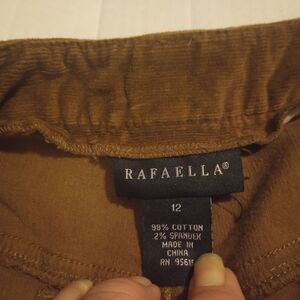 RAFAELLA®
12
98% COTTON
2% SPANDEX
MADE IN
CHINA
RN